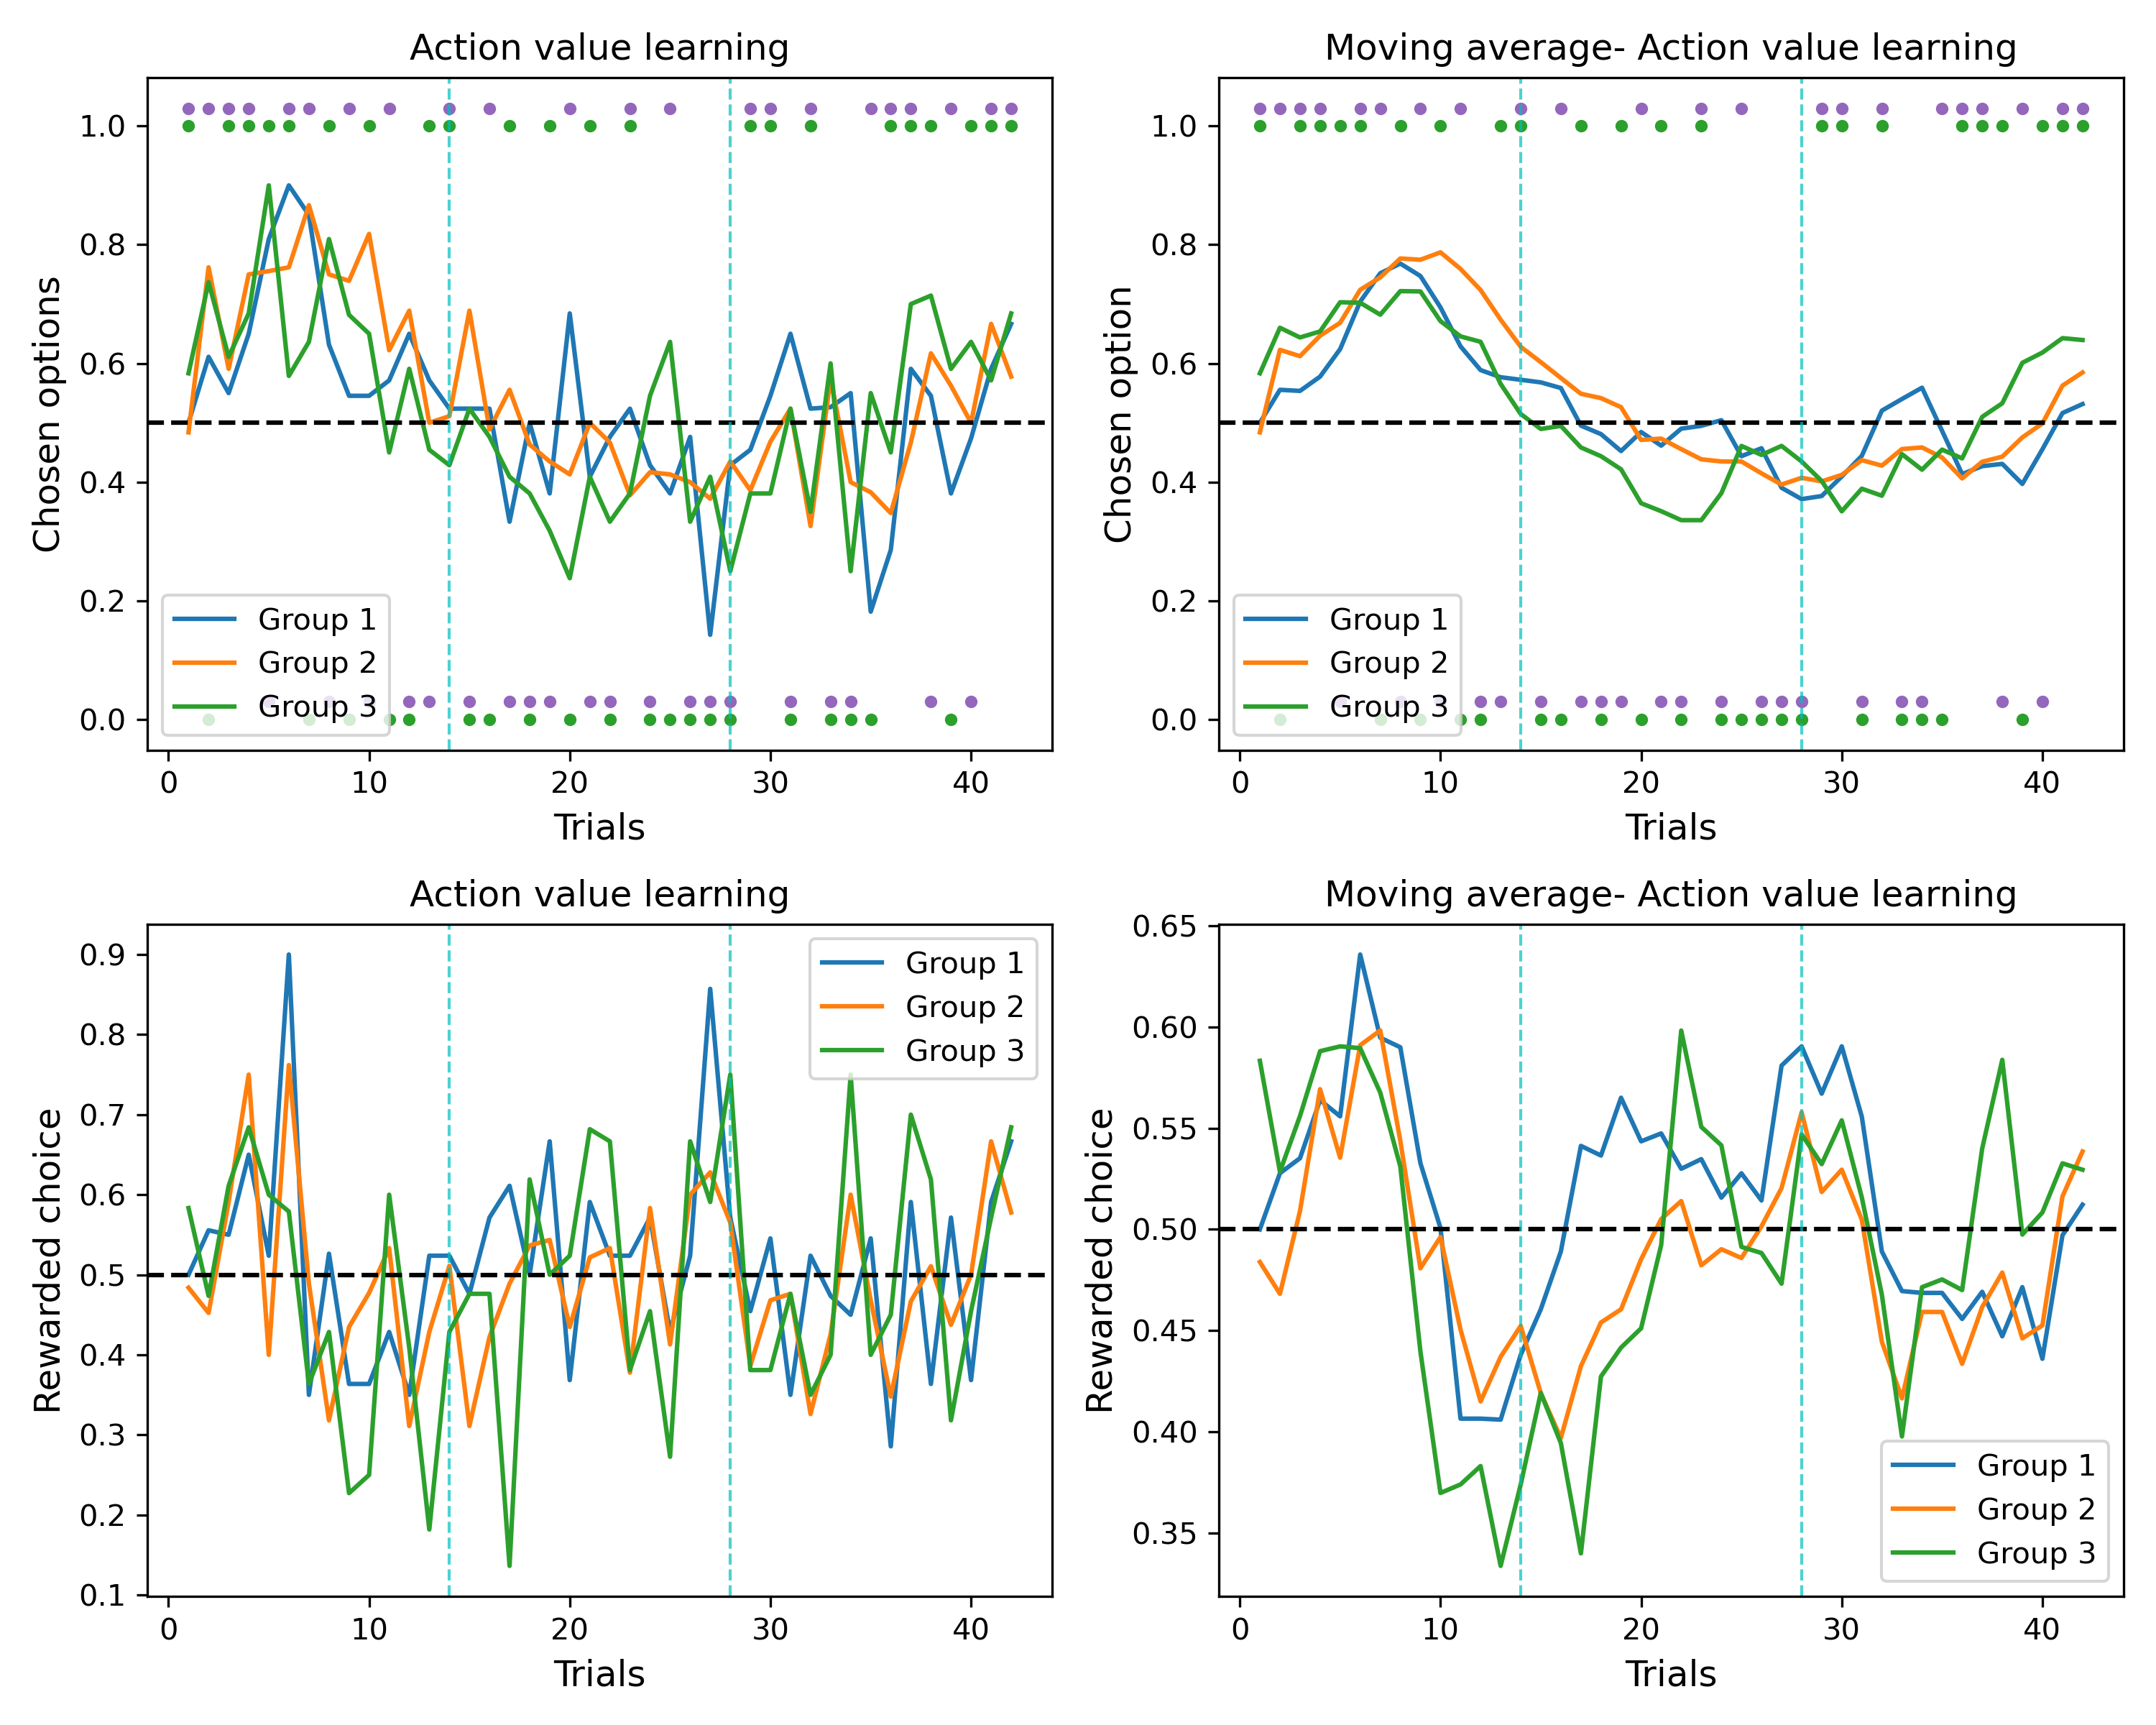 Action value learning
Chosen options
1.0
0.8
0.6
0.4
0.2
0.0
Group 1
Group 2
Group 3
0 10 20 30 40
Trials
Moving average- Action value learning
Chosen option
1.0
0.8
0.6
0.4
0.2
0.0
Group 1
Group 2
Group 3
0 10 20 30 40
Trials
Action value learning
Rewarded choice
0.9
0.8
0.7
0.6
0.5
0.4
0.3
0.2
0.1
Group 1
Group 2
Group 3
0 10 20 30 40
Trials
Moving average- Action value learning
Rewarded choice
0.65
0.60
0.55
0.50
0.45
0.40
0.35
Group 1
Group 2
Group 3
0 10 20 30 40
Trials